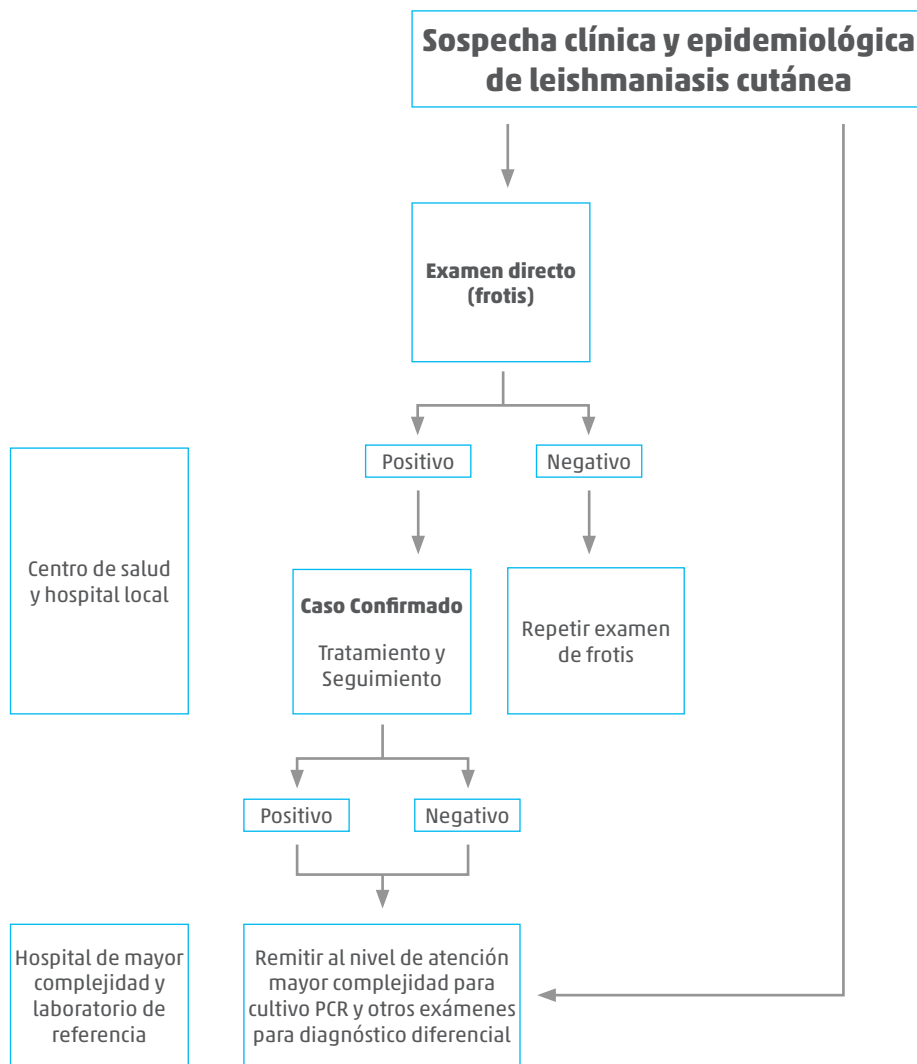 Sospecha clínica y epidemiológica
de leishmaniasis cutánea
Examen directo
(frotis)
Positivo
Negativo
Centro de salud
y hospital local
Caso Confirmado
Tratamiento y
Seguimiento
Repetir examen
de frotis
Positivo
Negativo
Hospital de mayor
complejidad y
laboratorio de
referencia
Remitir al nivel de atención
mayor complejidad para
cultivo PCR y otros exámenes
para diagnóstico diferencial